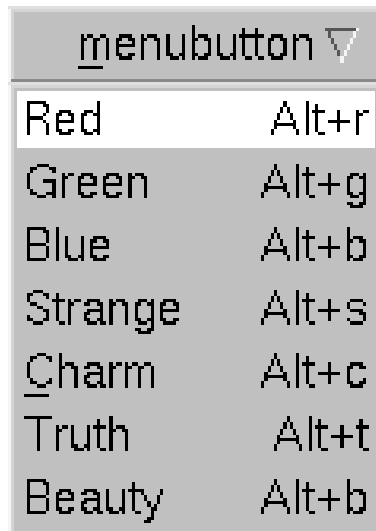 menubutton
Red Alt+r
Green Alt+g
Blue Alt+b
Strange Alt+s
Charm Alt+c
Truth Alt+t
Beauty Alt+b